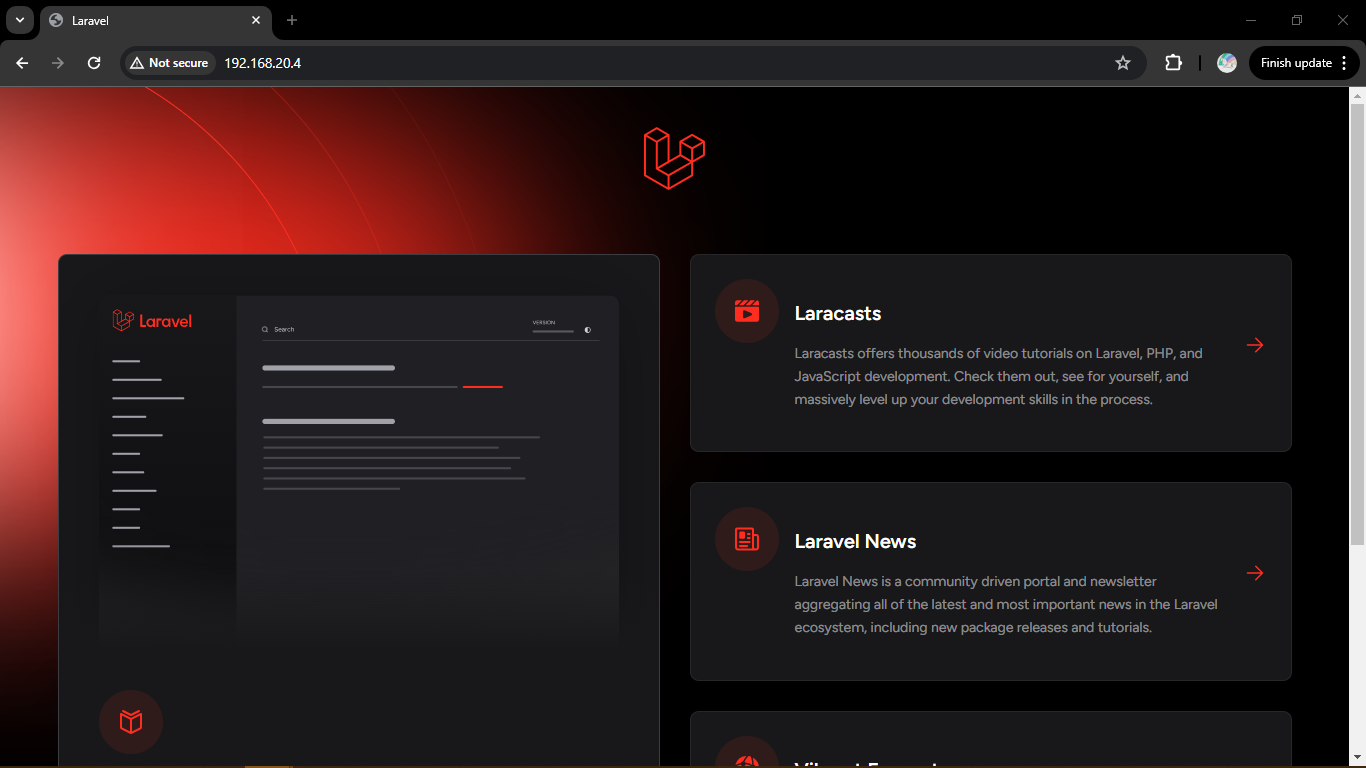 Laravel
Not secure
192.168.20.4
Finish update
Laravel
Search
VERSION
Laracasts
Laracasts offers thousands of video tutorials on Laravel, PHP, and
JavaScript development. Check them out, see for yourself, and
massively level up your development skills in the process.
Laravel News
Laravel News is a community driven portal and newsletter
aggregating all of the latest and most important news in the Laravel
ecosystem, including new package releases and tutorials.